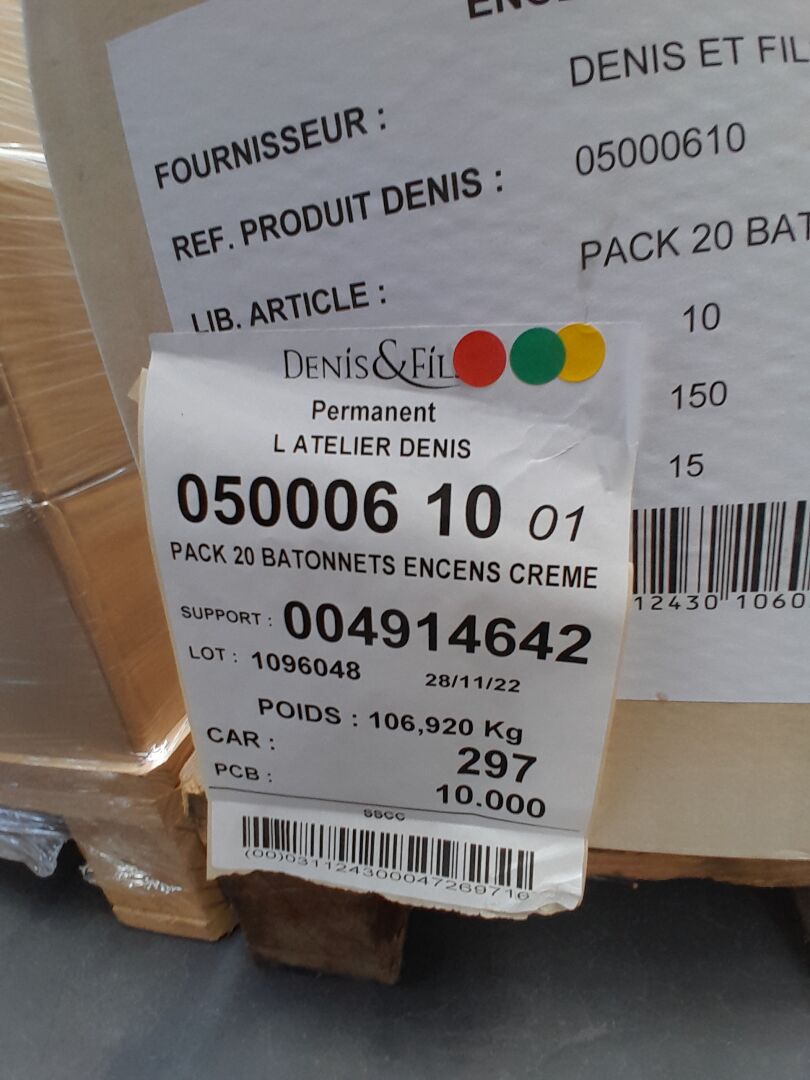 FOURNISSEUR : DENIS ET FIL
REF. PRODUIT DENIS : 05000610
LIB. ARTICLE : PACK 20 BAT
10
150
15
12430 1060
DENIS&FIL
Permanent
L ATELIER DENIS
050006 10 01
PACK 20 BATONNETS ENCENS CREME
SUPPORT : 004914642
LOT : 1096048 28/11/22
POIDS : 106,920 Kg
CAR : 297
PCB : 10.000
SSCC
(00)031124300047269716